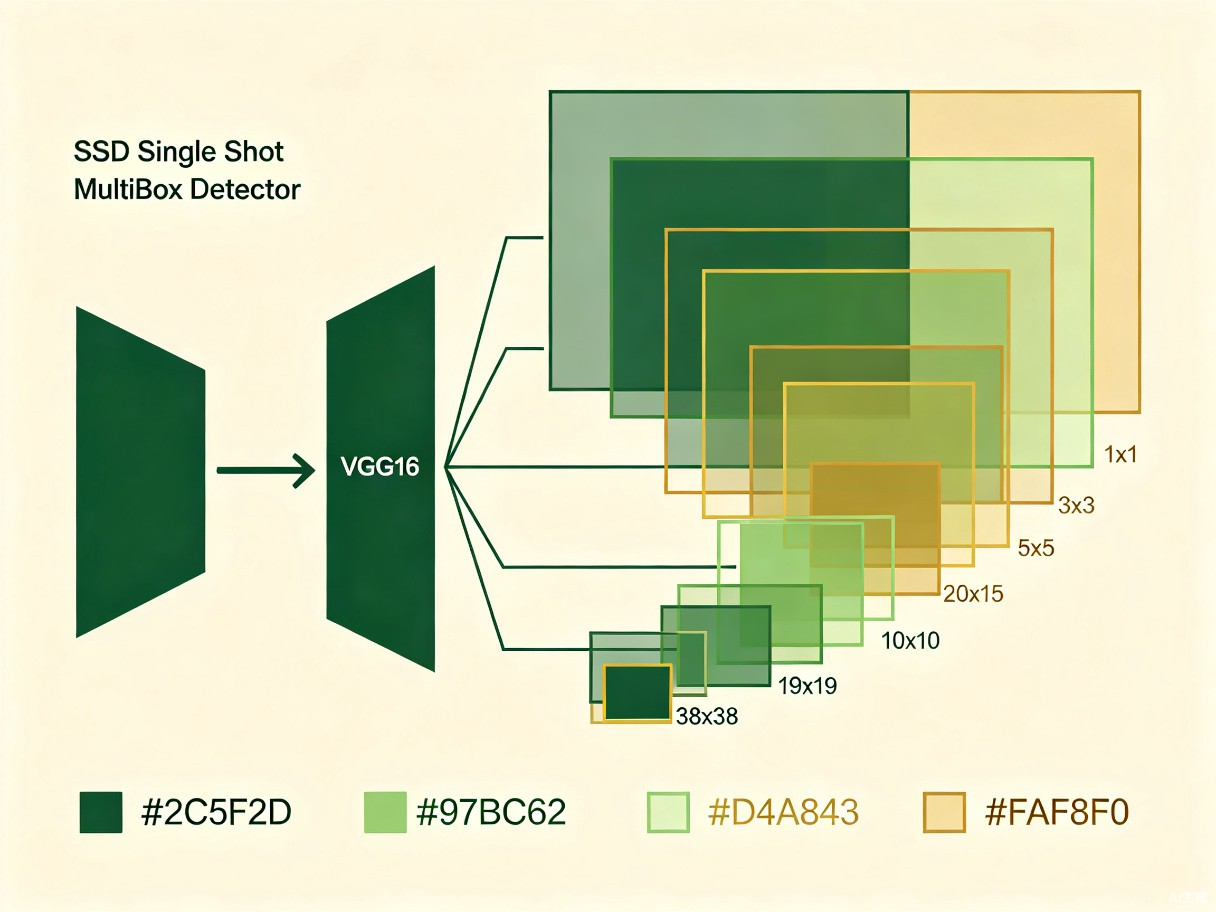 SSD Single Shot
MultiBox Detector
VGG16
1x1
3x3
5x5
20x15
10x10
19x19
38x38
#2C5F2D
#97BC62
#D4A843
#FAF8F0